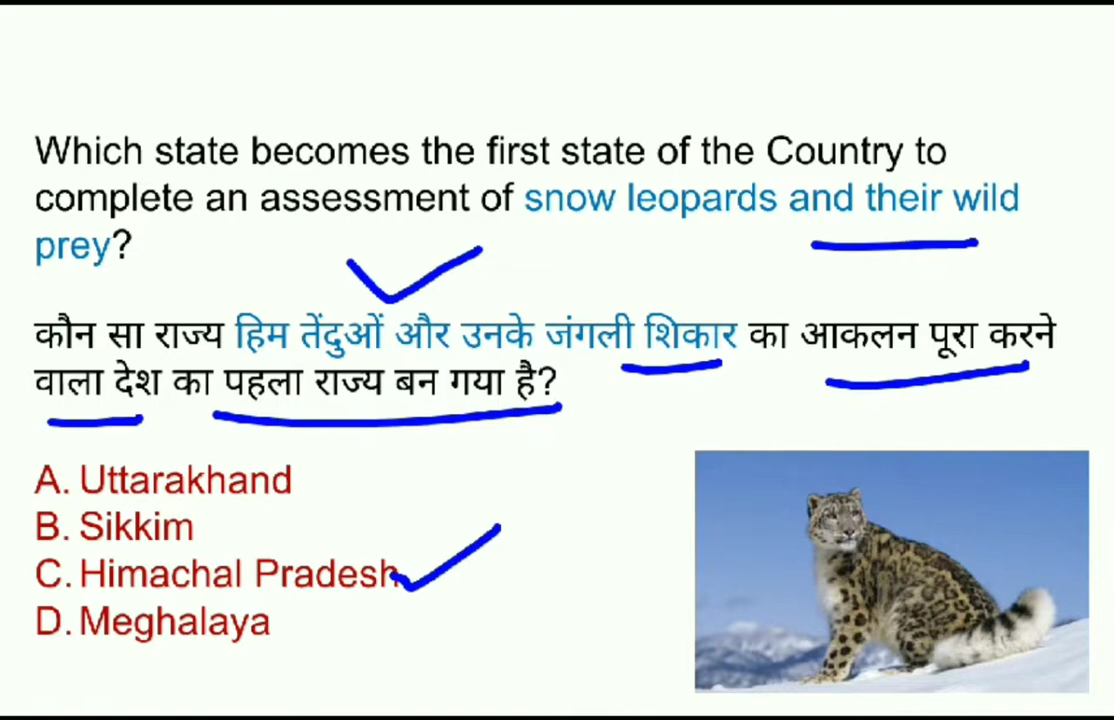 Which state becomes the first state of the Country to
complete an assessment of snow leopards and their wild
prey?
कौन सा राज्य हिम तेंदुओं और उनके जंगली शिकार का आकलन पूरा करने
वाला देश का पहला राज्य बन गया है?
A. Uttarakhand
B. Sikkim
C. Himachal Pradesh
D. Meghalaya